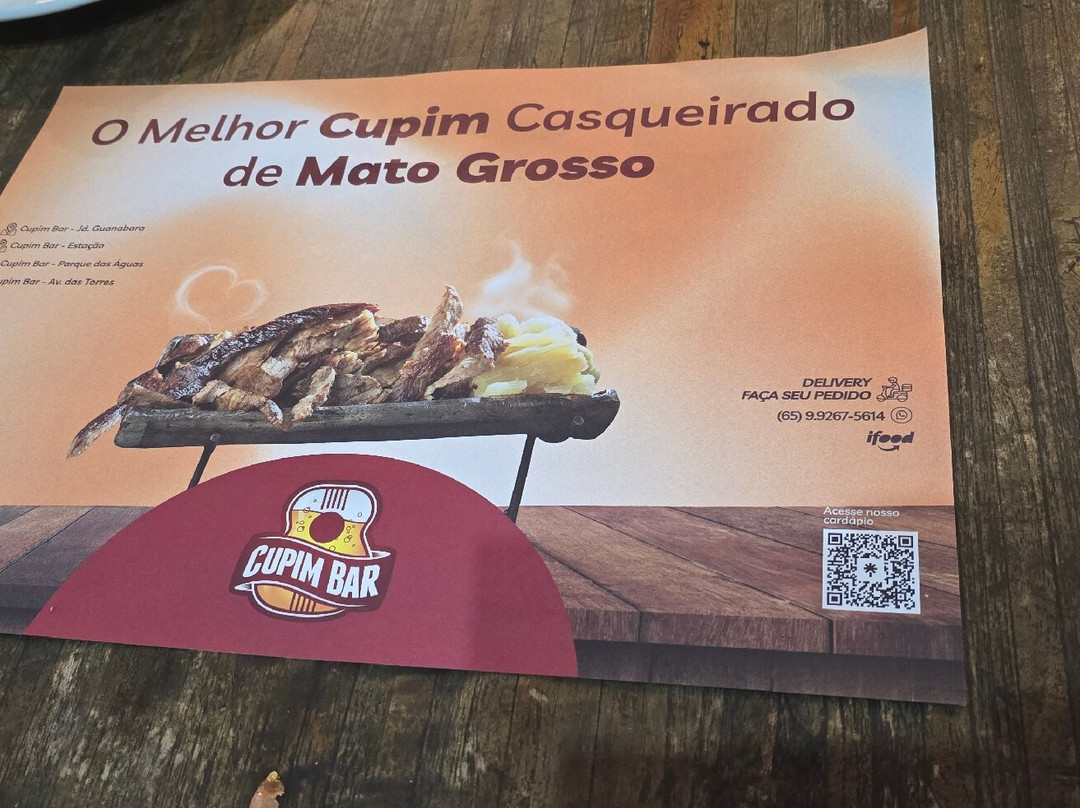 O Melhor Cupim Casqueirado
de Mato Grosso
Cupim Bar - Jd. Guanabara
Cupim Bar - Estação
Cupim Bar - Parque das Águas
upim Bar - Av. das Torres
DELIVERY
FAÇA SEU PEDIDO
(65) 9.9267-5614
ifood
Acesse nosso
cardápio
CUPIM BAR